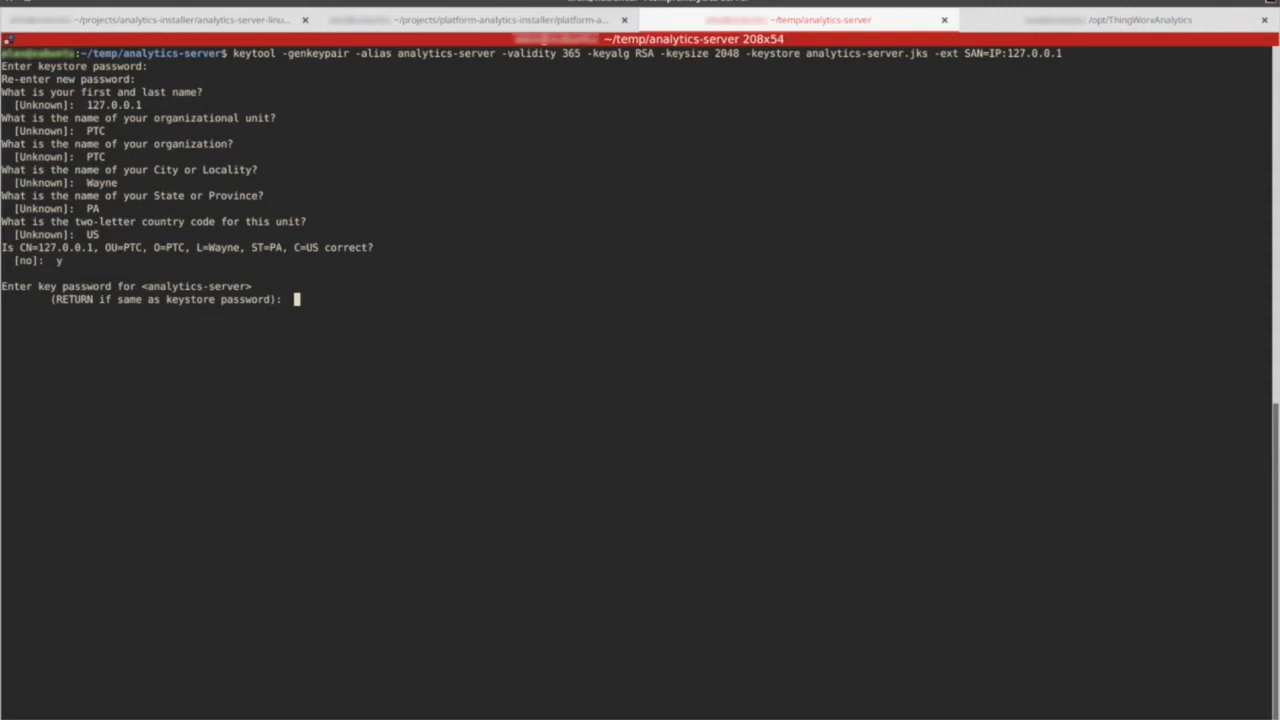 ~/projects/analytics-installer/analytics-server-linu... ×
~/projects/platform-analytics-installer/platform-a... ×
~/temp/analytics-server ×
/opt/ThingWorxAnalytics ×
~/temp/analytics-server 208x54
:~/temp/analytics-server$ keytool -genkeypair -alias analytics-server -validity 365 -keyalg RSA -keysize 2048 -keystore analytics-server.jks -ext SAN=IP:127.0.0.1
Enter keystore password:
Re-enter new password:
What is your first and last name?
[Unknown]: 127.0.0.1
What is the name of your organizational unit?
[Unknown]: PTC
What is the name of your organization?
[Unknown]: PTC
What is the name of your City or Locality?
[Unknown]: Wayne
What is the name of your State or Province?
[Unknown]: PA
What is the two-letter country code for this unit?
[Unknown]: US
Is CN=127.0.0.1, OU=PTC, O=PTC, L=Wayne, ST=PA, C=US correct?
[no]: y
Enter key password for <analytics-server>
(RETURN if same as keystore password):